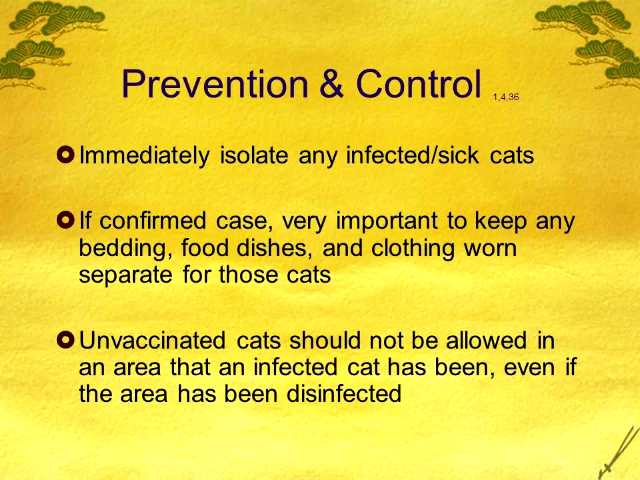 Prevention & Control 1,4,36
Immediately isolate any infected/sick cats
If confirmed case, very important to keep any
bedding, food dishes, and clothing worn
separate for those cats
Unvaccinated cats should not be allowed in
an area that an infected cat has been, even if
the area has been disinfected